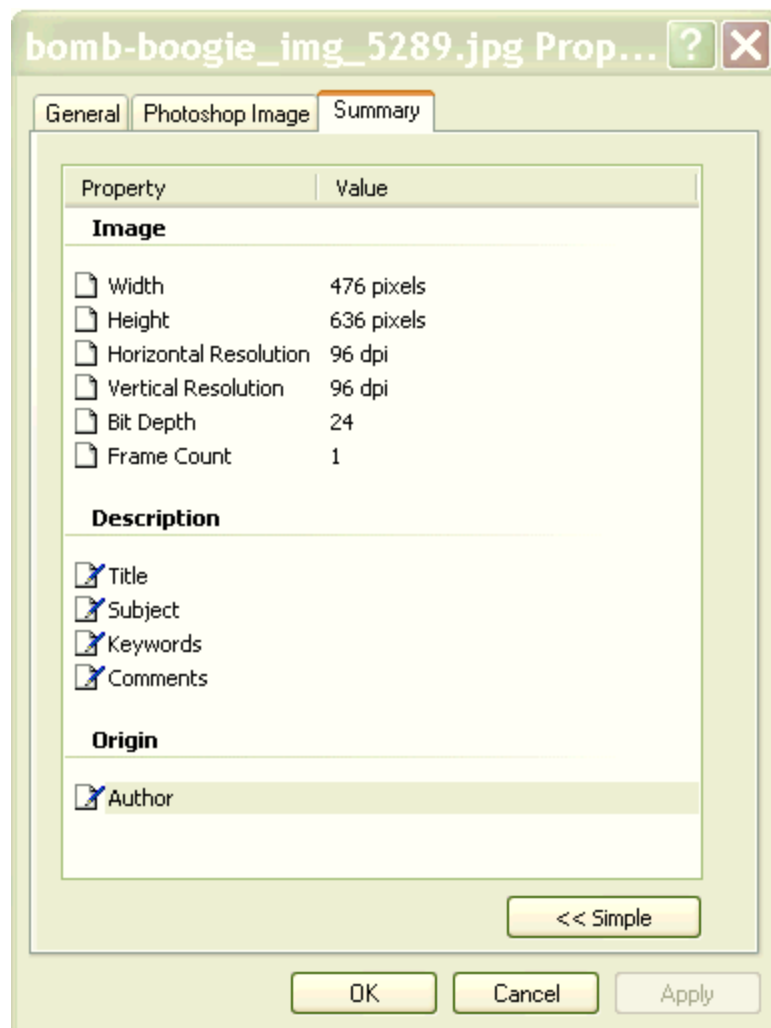 bomb-boogie_img_5289.jpg Prop...
General Photoshop Image Summary
Property Value
Image
Width 476 pixels
Height 636 pixels
Horizontal Resolution 96 dpi
Vertical Resolution 96 dpi
Bit Depth 24
Frame Count 1
Description
Title
Subject
Keywords
Comments
Origin
Author
<< Simple
OK Cancel Apply